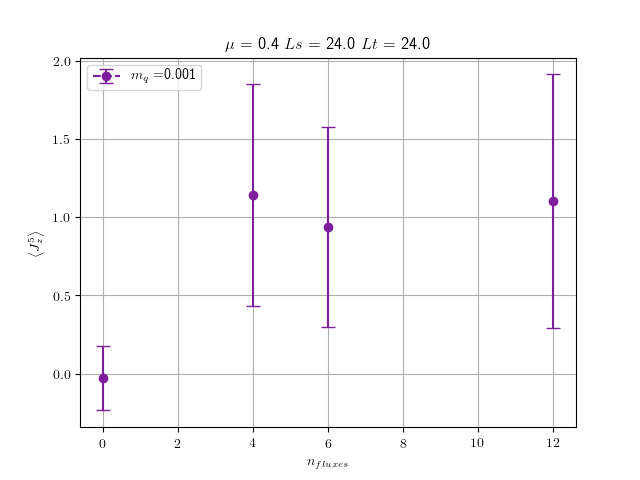 μ = 0.4 Ls = 24.0 Lt = 24.0
m_q =0.001
2.0
1.5
1.0
0.5
0.0
⟨J_z^5⟩
0 2 4 6 8 10 12
n_fluxes